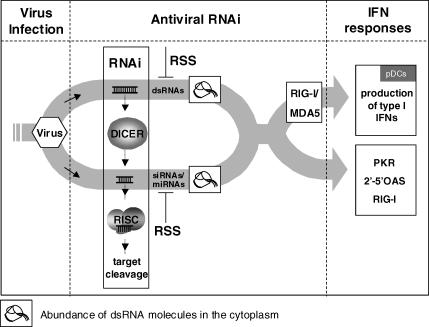 Virus
Infection
Antiviral RNAi
IFN
responses
RNAi
RSS
dsRNAs
Virus
DICER
siRNAs/
miRNAs
RSS
RISC
target
cleavage
RIG-I/
MDA5
pDCs
production
of type I
IFNs
PKR
2'-5'OAS
RIG-I
Abundance of dsRNA molecules in the cytoplasm